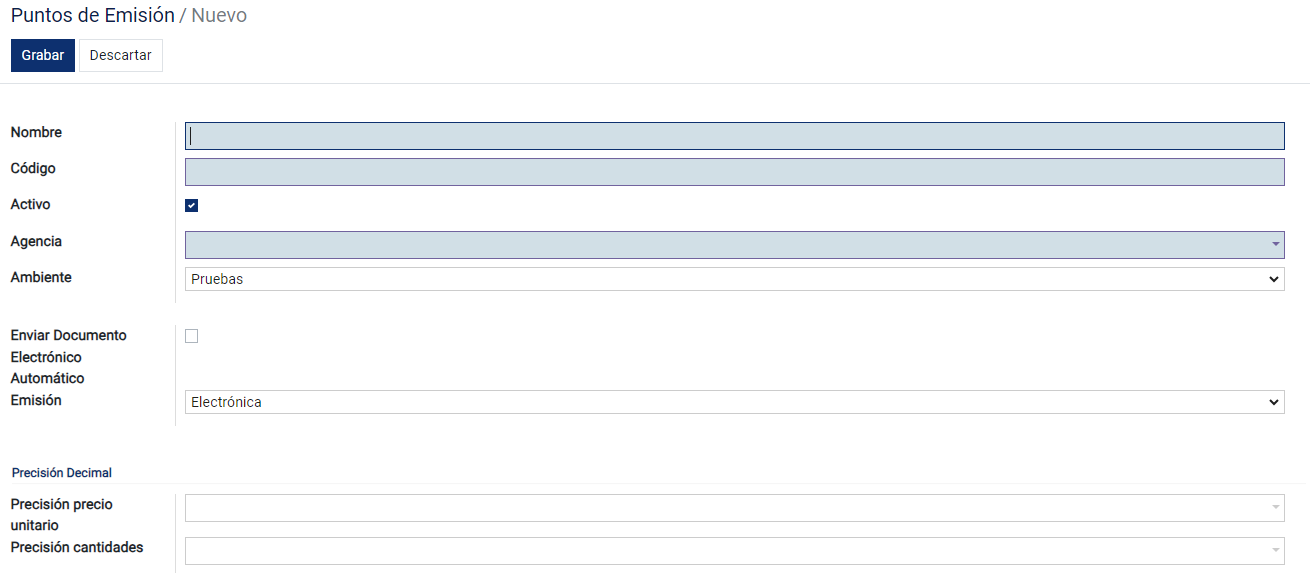 Puntos de Emisión / Nuevo
Grabar Descartar
Nombre
Código
Activo
Agencia
Ambiente Pruebas
Enviar Documento
Electrónico
Automático
Emisión Electrónica
Precisión Decimal
Precisión precio
unitario
Precisión cantidades